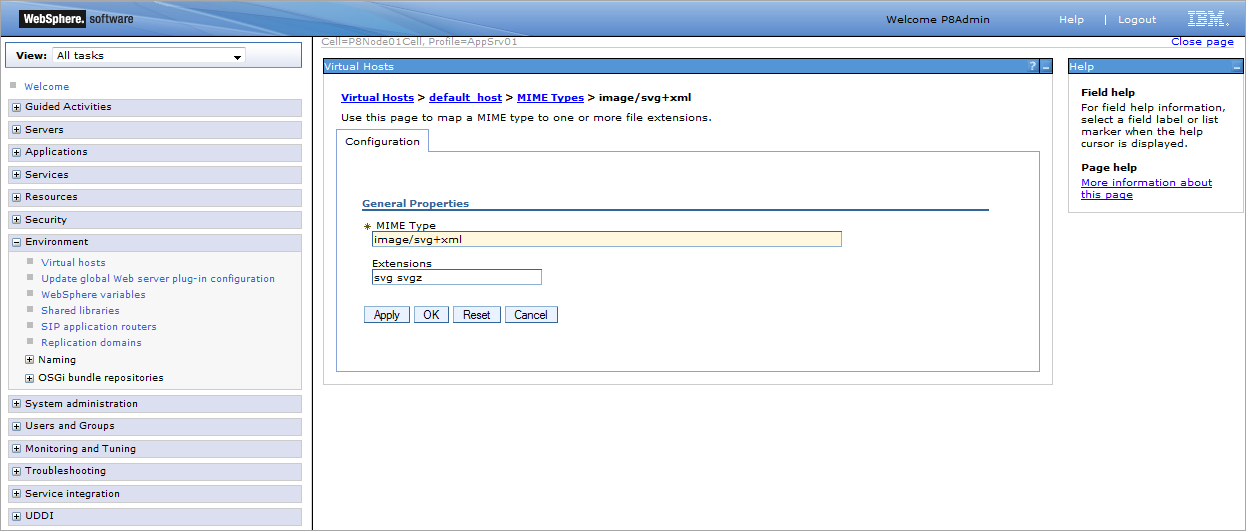 WebSphere. software
Welcome P8Admin
Help | Logout
IBM.
View: All tasks
Welcome
Guided Activities
Servers
Applications
Services
Resources
Security
Environment
Virtual hosts
Update global Web server plug-in configuration
WebSphere variables
Shared libraries
SIP application routers
Replication domains
Naming
OSGi bundle repositories
System administration
Users and Groups
Monitoring and Tuning
Troubleshooting
Service integration
UDDI
Cell=P8Node01Cell, Profile=AppSrv01
Close page
Virtual Hosts
?
Virtual Hosts > default_host > MIME Types > image/svg+xml
Use this page to map a MIME type to one or more file extensions.
Configuration
General Properties
* MIME Type
image/svg+xml
Extensions
svg svgz
Apply OK Reset Cancel
Help
Field help
For field help information,
select a field label or list
marker when the help
cursor is displayed.
Page help
More information about
this page